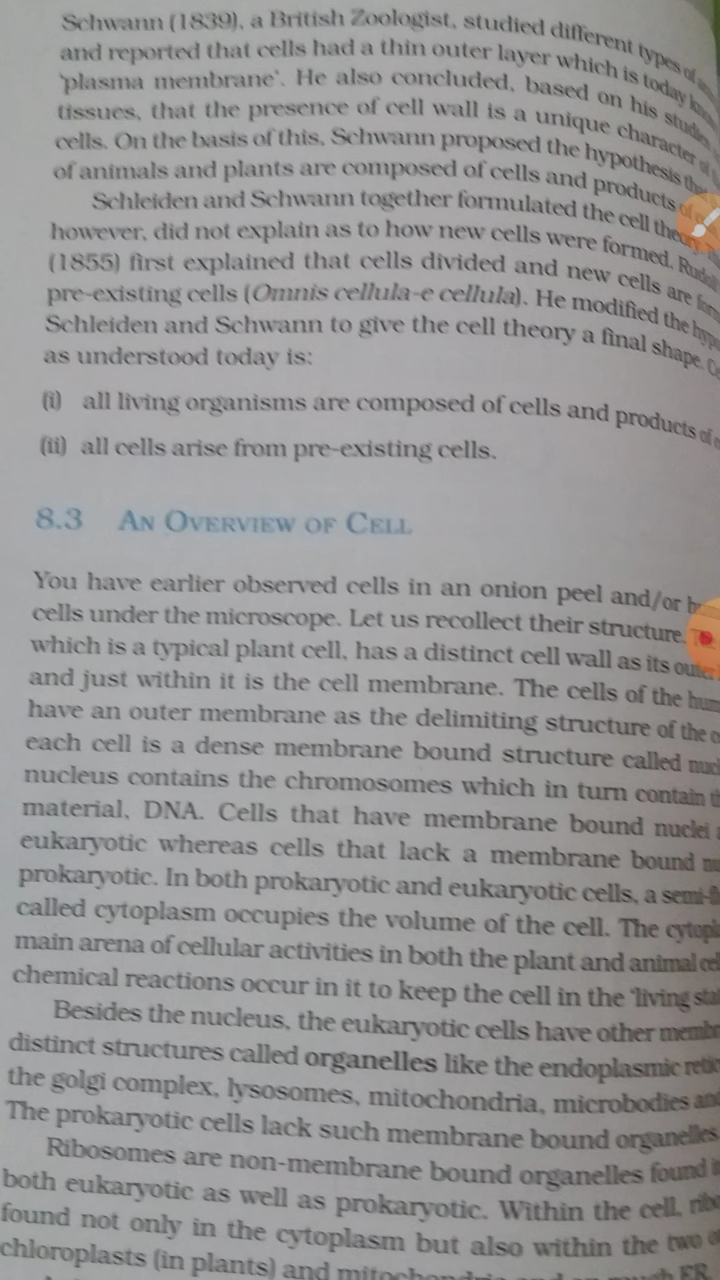 Schwann (1839), a British Zoologist, studied different types of
and reported that cells had a thin outer layer which is today
'plasma membrane'. He also concluded, based on his studies
tissues, that the presence of cell wall is a unique character
cells. On the basis of this, Schwann proposed the hypothesis
of animals and plants are composed of cells and products
Schleiden and Schwann together formulated the cell
however, did not explain as to how new cells were formed.
(1855) first explained that cells divided and new cells are
pre-existing cells (Omnis cellula-e cellula). He modified the
Schleiden and Schwann to give the cell theory a final shape.
as understood today is:
(i) all living organisms are composed of cells and products of
(ii) all cells arise from pre-existing cells.
8.3 AN OVERVIEW OF CELL
You have earlier observed cells in an onion peel and/or
cells under the microscope. Let us recollect their structure.
which is a typical plant cell, has a distinct cell wall as its
and just within it is the cell membrane. The cells of the
have an outer membrane as the delimiting structure of the
each cell is a dense membrane bound structure called
nucleus contains the chromosomes which in turn contain
material, DNA. Cells that have membrane bound nuclei
eukaryotic whereas cells that lack a membrane bound
prokaryotic. In both prokaryotic and eukaryotic cells, a
called cytoplasm occupies the volume of the cell. The
main arena of cellular activities in both the plant and animal
chemical reactions occur in it to keep the cell in the 'living
Besides the nucleus, the eukaryotic cells have other
distinct structures called organelles like the endoplasmic
the golgi complex, lysosomes, mitochondria, microbodies
The prokaryotic cells lack such membrane bound organelles.
Ribosomes are non-membrane bound organelles found
both eukaryotic as well as prokaryotic. Within the cell,
found not only in the cytoplasm but also within the two
chloroplasts (in plants) and